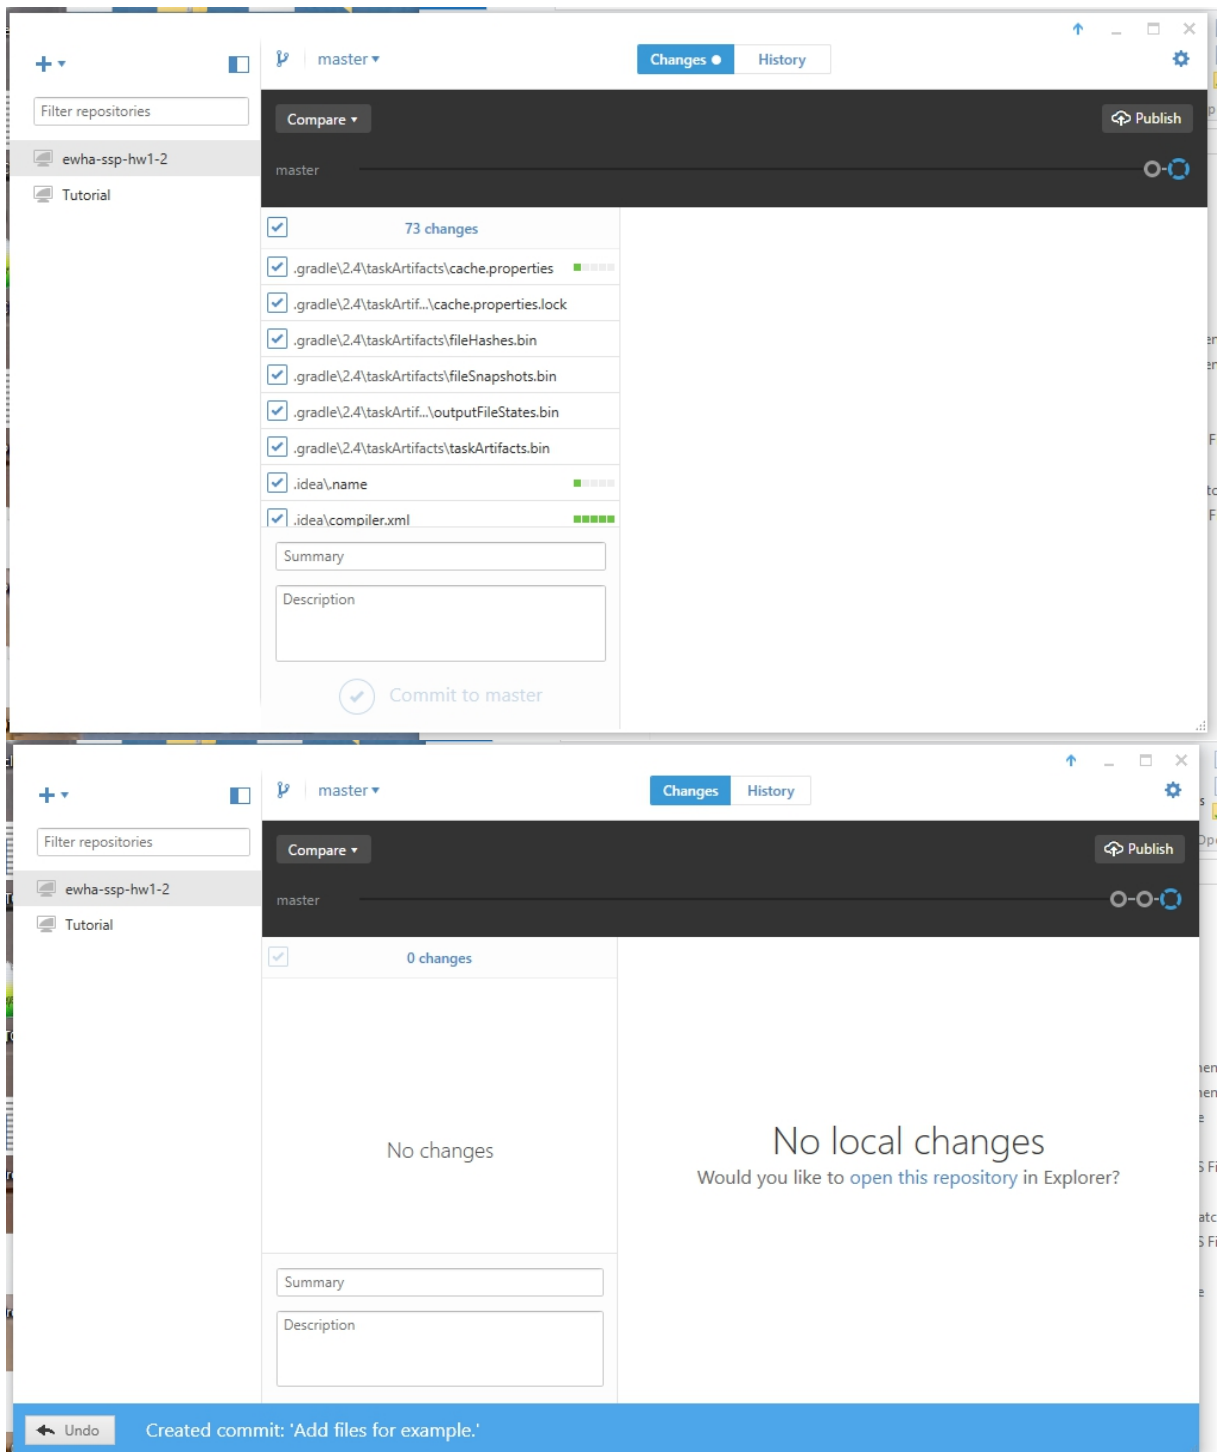 master
Changes
History
Filter repositories
Compare
Publish
ewha-ssp-hw1-2
master
Tutorial
73 changes
.gradle\2.4\taskArtifacts\cache.properties
.gradle\2.4\taskArtif...\cache.properties.lock
.gradle\2.4\taskArtifacts\fileHashes.bin
.gradle\2.4\taskArtifacts\fileSnapshots.bin
.gradle\2.4\taskArtif...\outputFileStates.bin
.gradle\2.4\taskArtifacts\taskArtifacts.bin
.idea\.name
.idea\compiler.xml
Summary
Description
Commit to master
master
Changes
History
Filter repositories
Compare
Publish
ewha-ssp-hw1-2
master
Tutorial
0 changes
No changes
No local changes
Would you like to open this repository in Explorer?
Summary
Description
Undo
Created commit: 'Add files for example.'